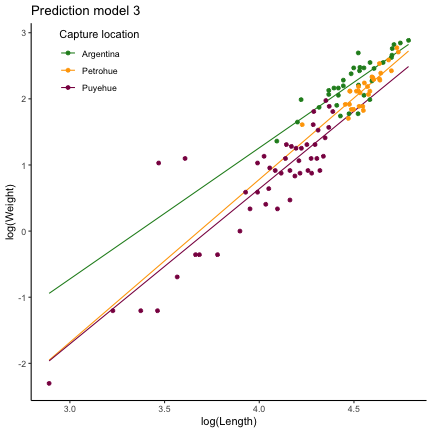 Prediction model 3
Capture location
Argentina
Petrohue
Puyehue
log(Weight)
3
2
1
0
-1
-2
3.0 3.5 4.0 4.5
log(Length)